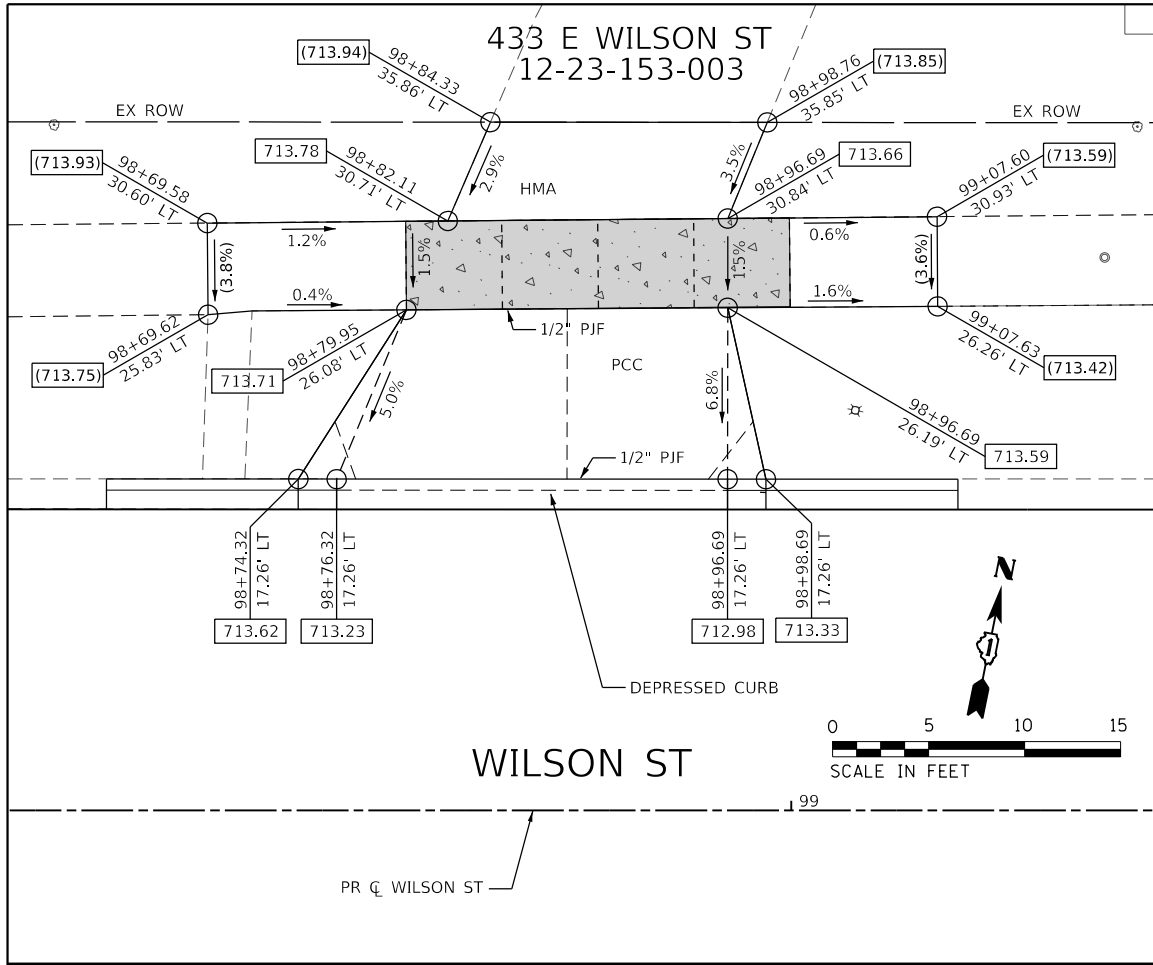 433 E WILSON ST
12-23-153-003
(713.94)
98+84.33
35.86' LT
98+98.76
35.85' LT
(713.85)
EX ROW
EX ROW
(713.93)
98+69.58
30.60' LT
713.78
98+82.11
30.71' LT
2.9%
HMA
3.5%
98+96.69
30.84' LT
713.66
99+07.60
30.93' LT
(713.59)
1.2%
0.6%
(3.8%)
1.5%
1.5%
(3.6%)
0.4%
1.6%
1/2" PJF
(713.75)
98+69.62
25.83' LT
713.71
98+79.95
26.08' LT
5.0%
PCC
6.8%
98+96.69
26.19' LT
713.59
99+07.63
26.26' LT
(713.42)
1/2" PJF
98+74.32
17.26' LT
713.62
98+76.32
17.26' LT
713.23
98+96.69
17.26' LT
712.98
98+98.69
17.26' LT
713.33
N
1
DEPRESSED CURB
0 5 10 15
SCALE IN FEET
WILSON ST
99
PR ℄ WILSON ST